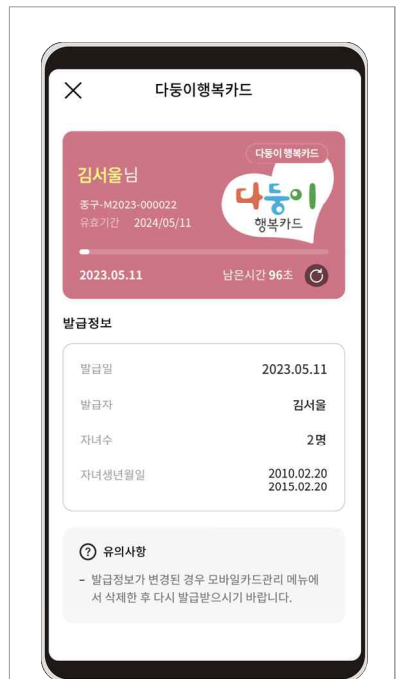 다둥이행복카드
다둥이 행복카드
김서울님
중구-M2023-000022
유효기간 2024/05/11
다둥이
행복카드
2023.05.11 남은시간 96초
발급정보
발급일 2023.05.11
발급자 김서울
자녀수 2명
자녀생년월일 2010.02.20
2015.02.20
? 유의사항
- 발급정보가 변경된 경우 모바일카드관리 메뉴에
서 삭제한 후 다시 발급받으시기 바랍니다.